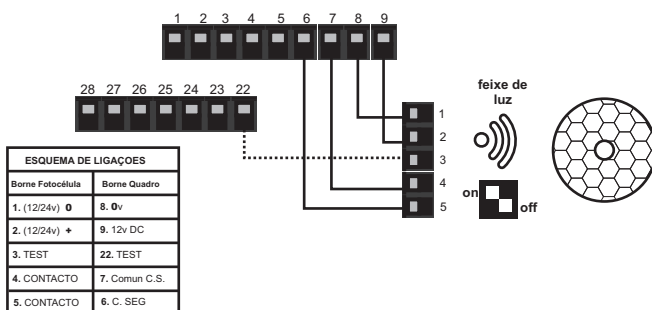 1 2 3 4 5 6 7 8 9
28 27 26 25 24 23 22
feixe de
luz
1
2
3
4
5
on
off
ESQUEMA DE LIGAÇOES
Borne Fotocélula Borne Quadro
1. (12/24v) 0 8. 0v
2. (12/24v) + 9. 12v DC
3. TEST 22. TEST
4. CONTACTO 7. Comun C.S.
5. CONTACTO 6. C. SEG